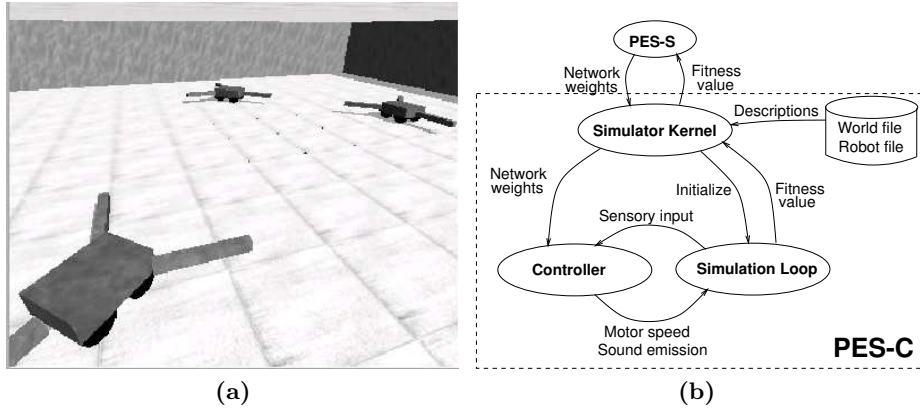 PES-S
Network
weights
Fitness
value
Descriptions
World file
Robot file
Simulator Kernel
Network
weights
Initialize
Fitness
value
Sensory input
Controller
Simulation Loop
Motor speed
Sound emission
PES-C
(a)
(b)